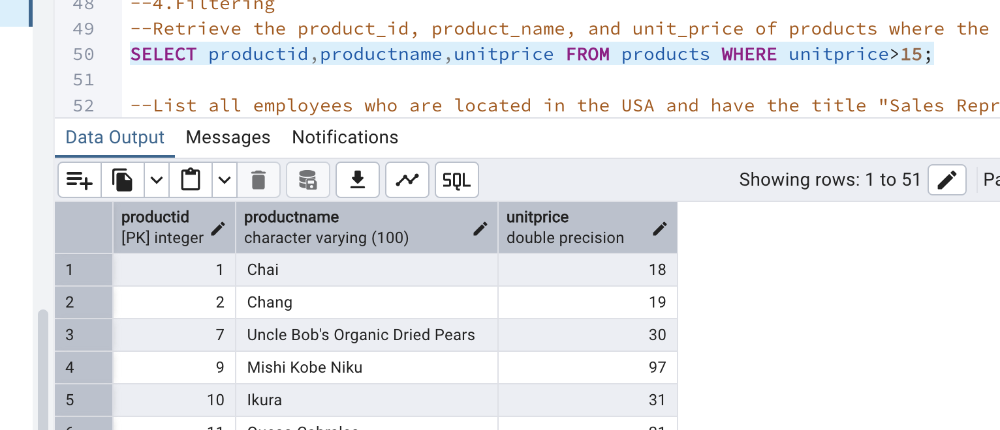 48 --4.Filtering
49 --Retrieve the product_id, product_name, and unit_price of products where the
50 SELECT productid,productname,unitprice FROM products WHERE unitprice>15;
51
52 --List all employees who are located in the USA and have the title "Sales Repr
Data Output Messages Notifications
SQL Showing rows: 1 to 51 Pa
productid productname unitprice
[PK] integer character varying (100) double precision
1 1 Chai 18
2 2 Chang 19
3 7 Uncle Bob's Organic Dried Pears 30
4 9 Mishi Kobe Niku 97
5 10 Ikura 31